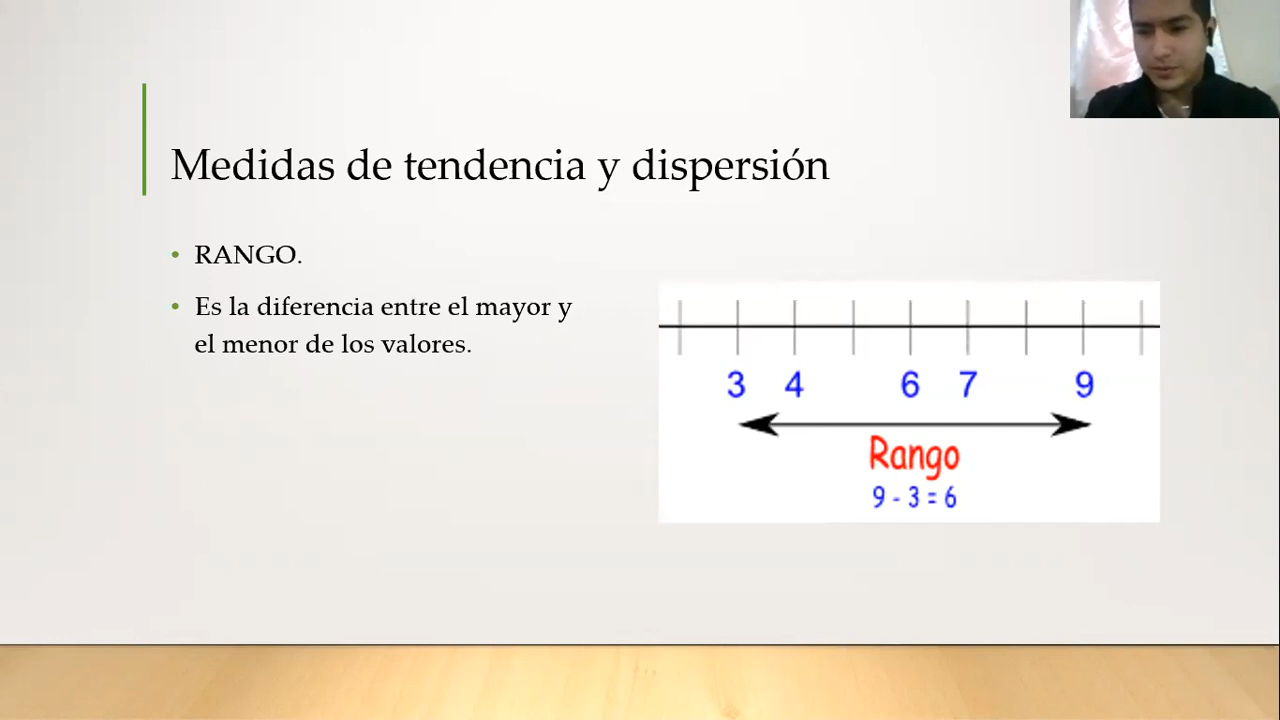 Medidas de tendencia y dispersión
• RANGO.
• Es la diferencia entre el mayor y
el menor de los valores.
3 4 6 7 9
Rango
9 - 3 = 6